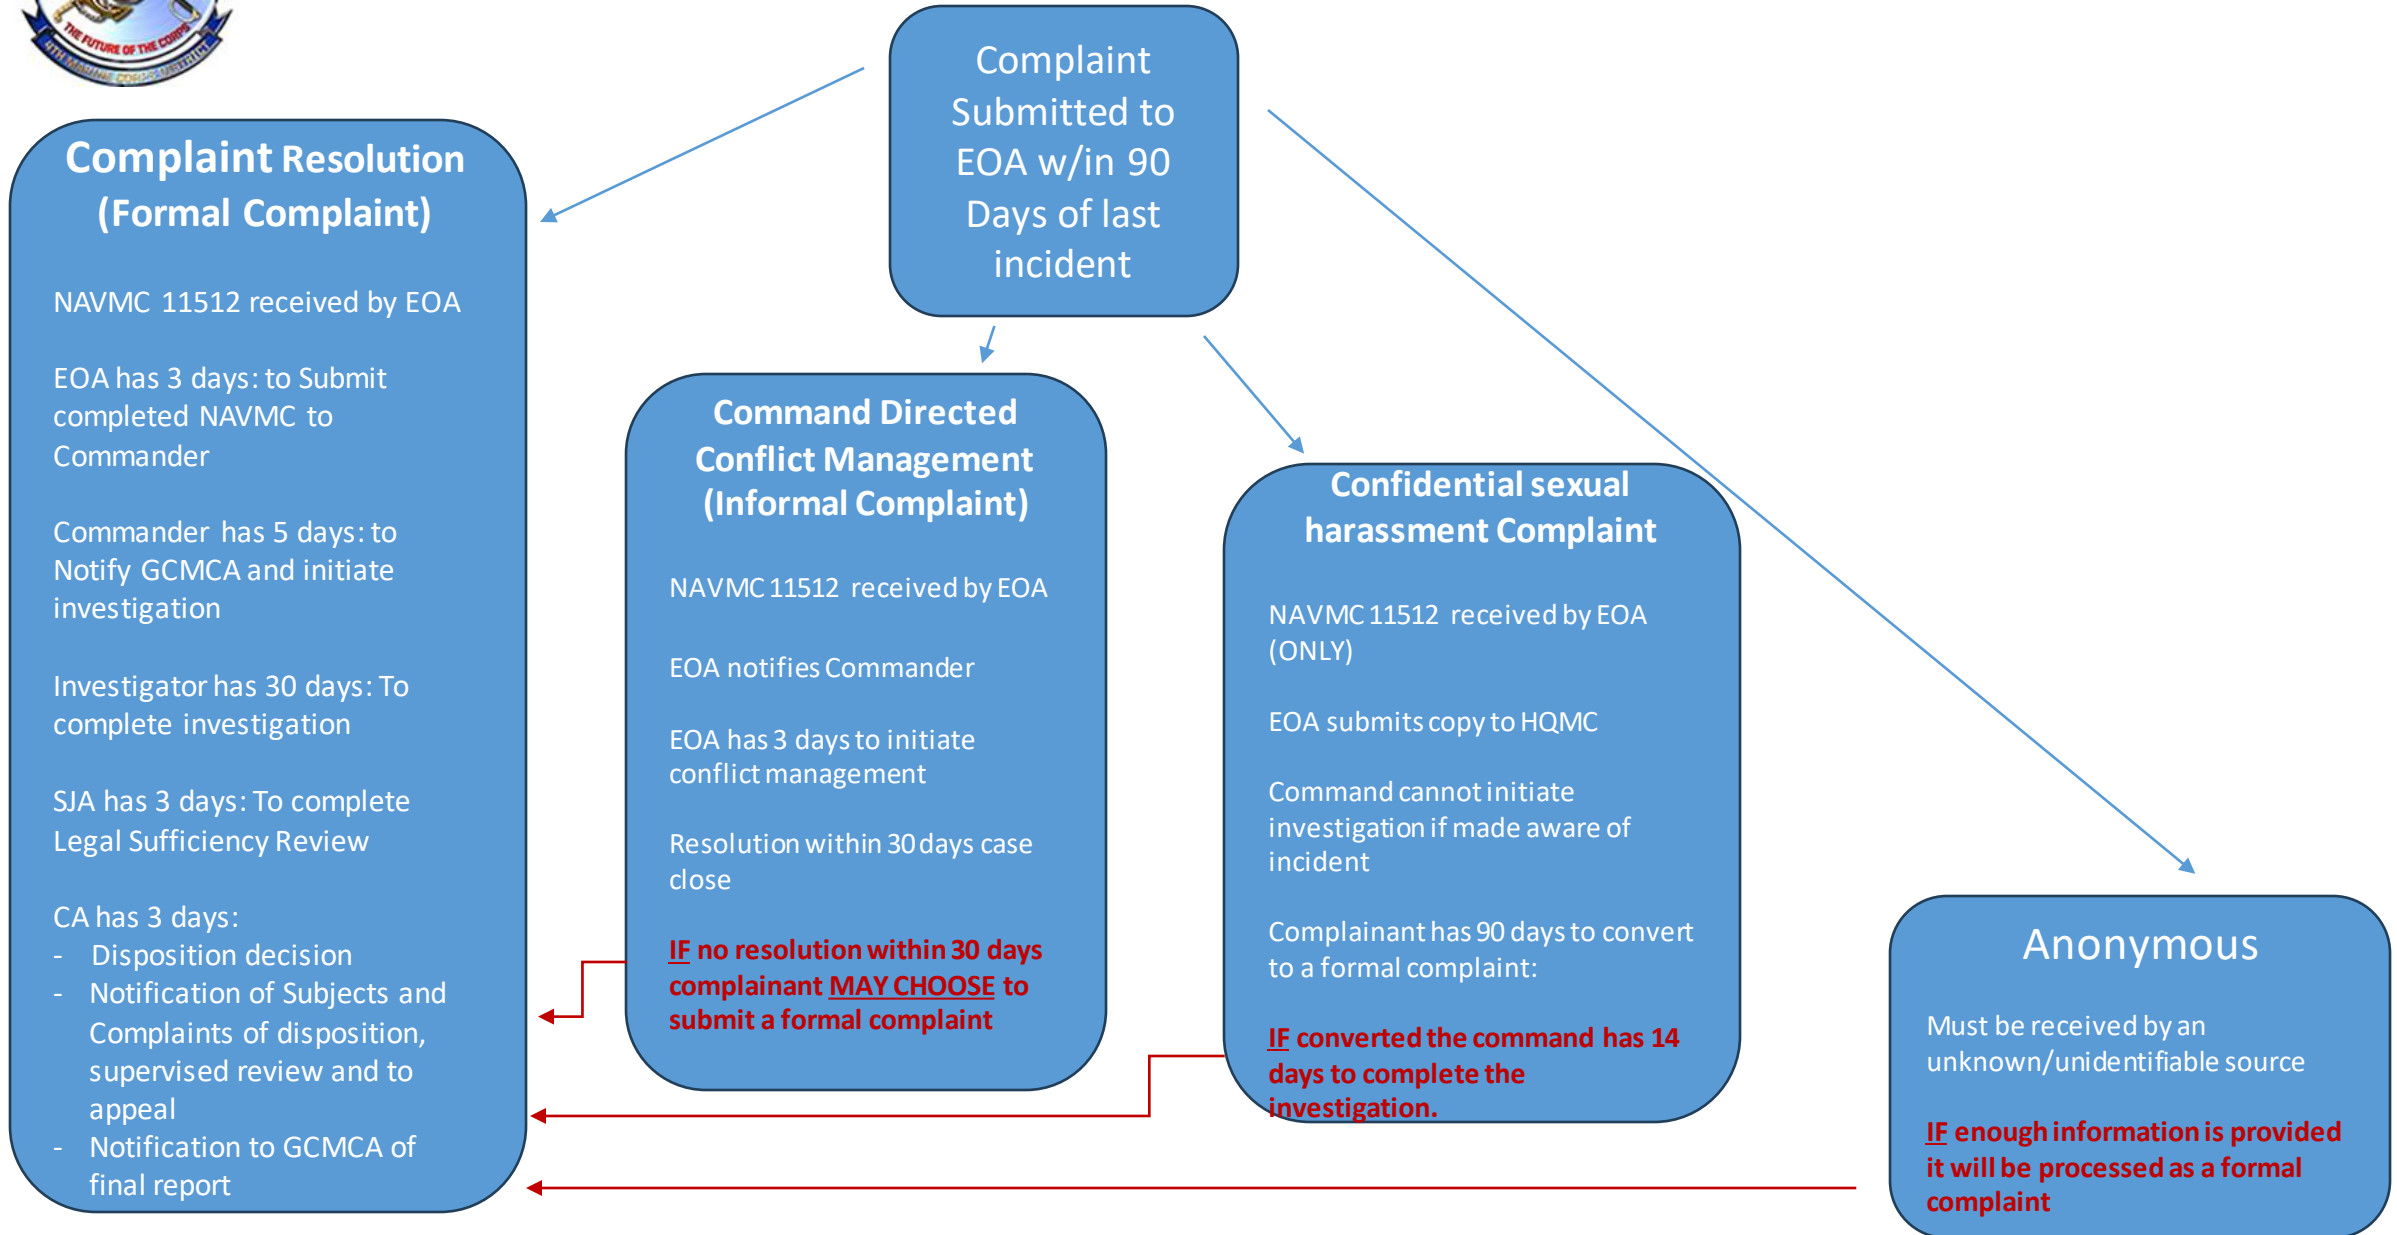 THE FUTURE OF THE CORPS
4TH MARINE CORPS DISTRICT
Complaint
Submitted to
EOA w/in 90
Days of last
incident
Complaint Resolution
(Formal Complaint)
NAVMC 11512 received by EOA
EOA has 3 days: to Submit
completed NAVMC to
Commander
Commander has 5 days: to
Notify GCMCA and initiate
investigation
Investigator has 30 days: To
complete investigation
SJA has 3 days: To complete
Legal Sufficiency Review
CA has 3 days:
- Disposition decision
- Notification of Subjects and
Complaints of disposition,
supervised review and to
appeal
- Notification to GCMCA of
final report
Command Directed
Conflict Management
(Informal Complaint)
NAVMC 11512 received by EOA
EOA notifies Commander
EOA has 3 days to initiate
conflict management
Resolution within 30 days case
close
IF no resolution within 30 days
complainant MAY CHOOSE to
submit a formal complaint
Confidential sexual
harassment Complaint
NAVMC 11512 received by EOA
(ONLY)
EOA submits copy to HQMC
Command cannot initiate
investigation if made aware of
incident
Complainant has 90 days to convert
to a formal complaint:
IF converted the command has 14
days to complete the
investigation.
Anonymous
Must be received by an
unknown/unidentifiable source
IF enough information is provided
it will be processed as a formal
complaint